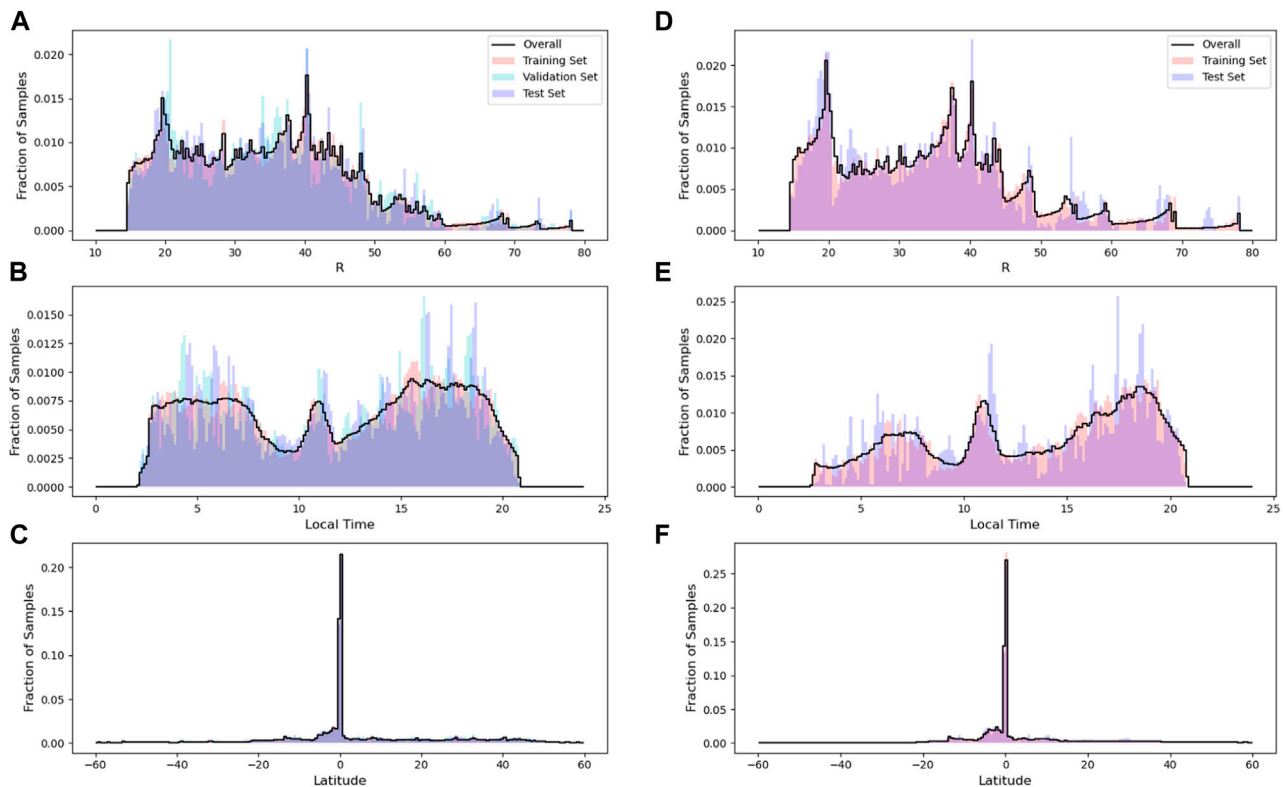 A
Fraction of Samples
0.020
0.015
0.010
0.005
0.000
Overall
Training Set
Validation Set
Test Set
10 20 30 40 50 60 70 80
R
B
Fraction of Samples
0.0150
0.0125
0.0100
0.0075
0.0050
0.0025
0.0000
0 5 10 15 20 25
Local Time
C
Fraction of Samples
0.20
0.15
0.10
0.05
0.00
−60 −40 −20 0 20 40 60
Latitude
D
Fraction of Samples
0.020
0.015
0.010
0.005
0.000
Overall
Training Set
Test Set
10 20 30 40 50 60 70 80
R
E
Fraction of Samples
0.025
0.020
0.015
0.010
0.005
0.000
0 5 10 15 20 25
Local Time
F
Fraction of Samples
0.25
0.20
0.15
0.10
0.05
0.00
−60 −40 −20 0 20 40 60
Latitude